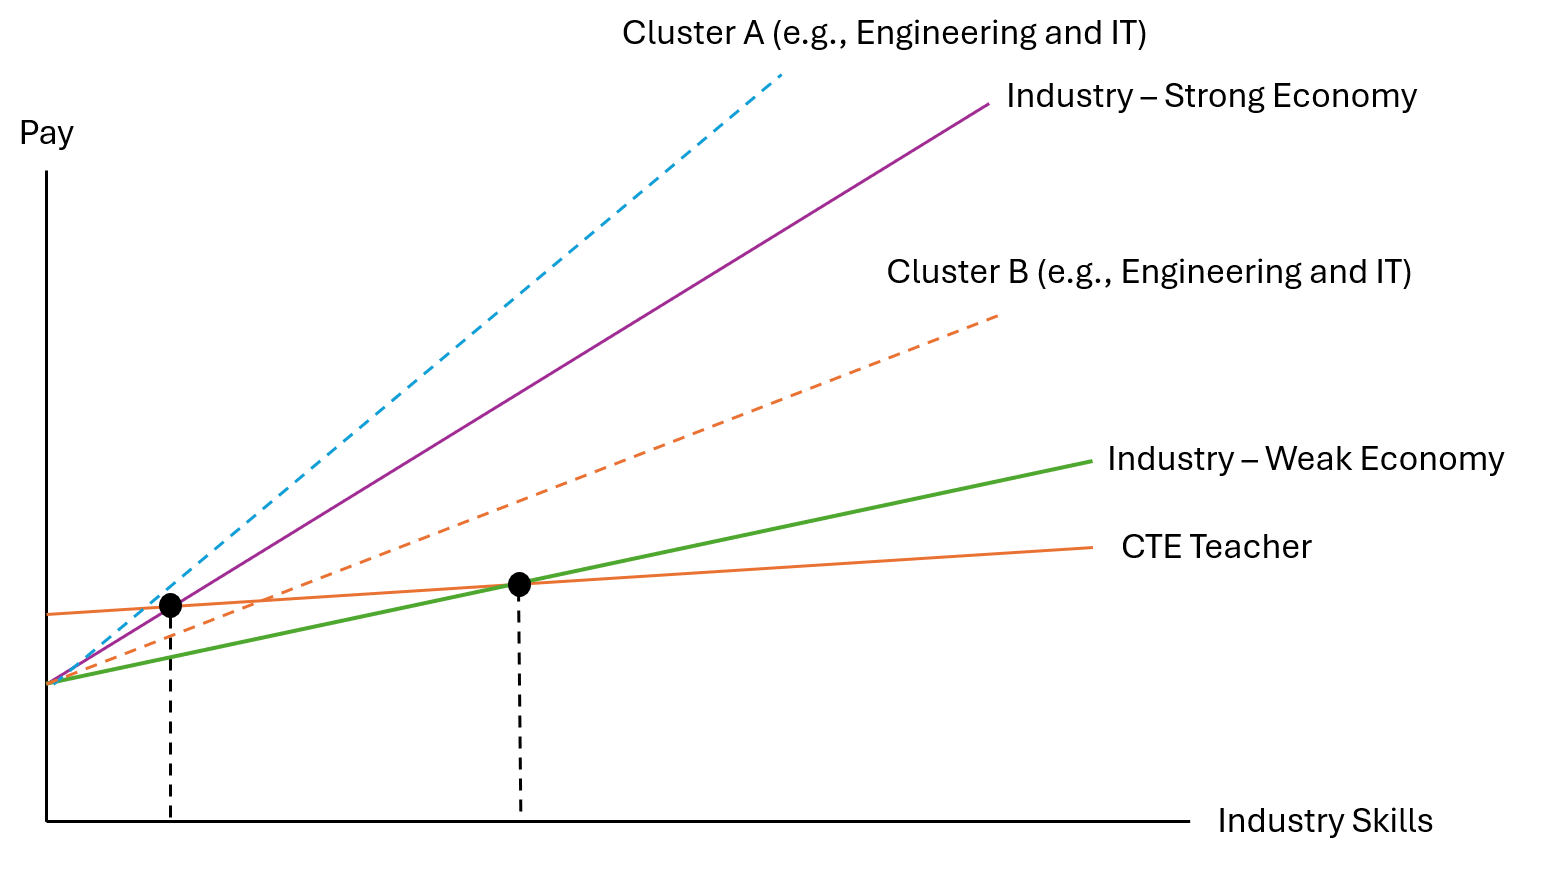 Cluster A (e.g., Engineering and IT)
Industry – Strong Economy
Pay
Cluster B (e.g., Engineering and IT)
Industry – Weak Economy
CTE Teacher
Industry Skills